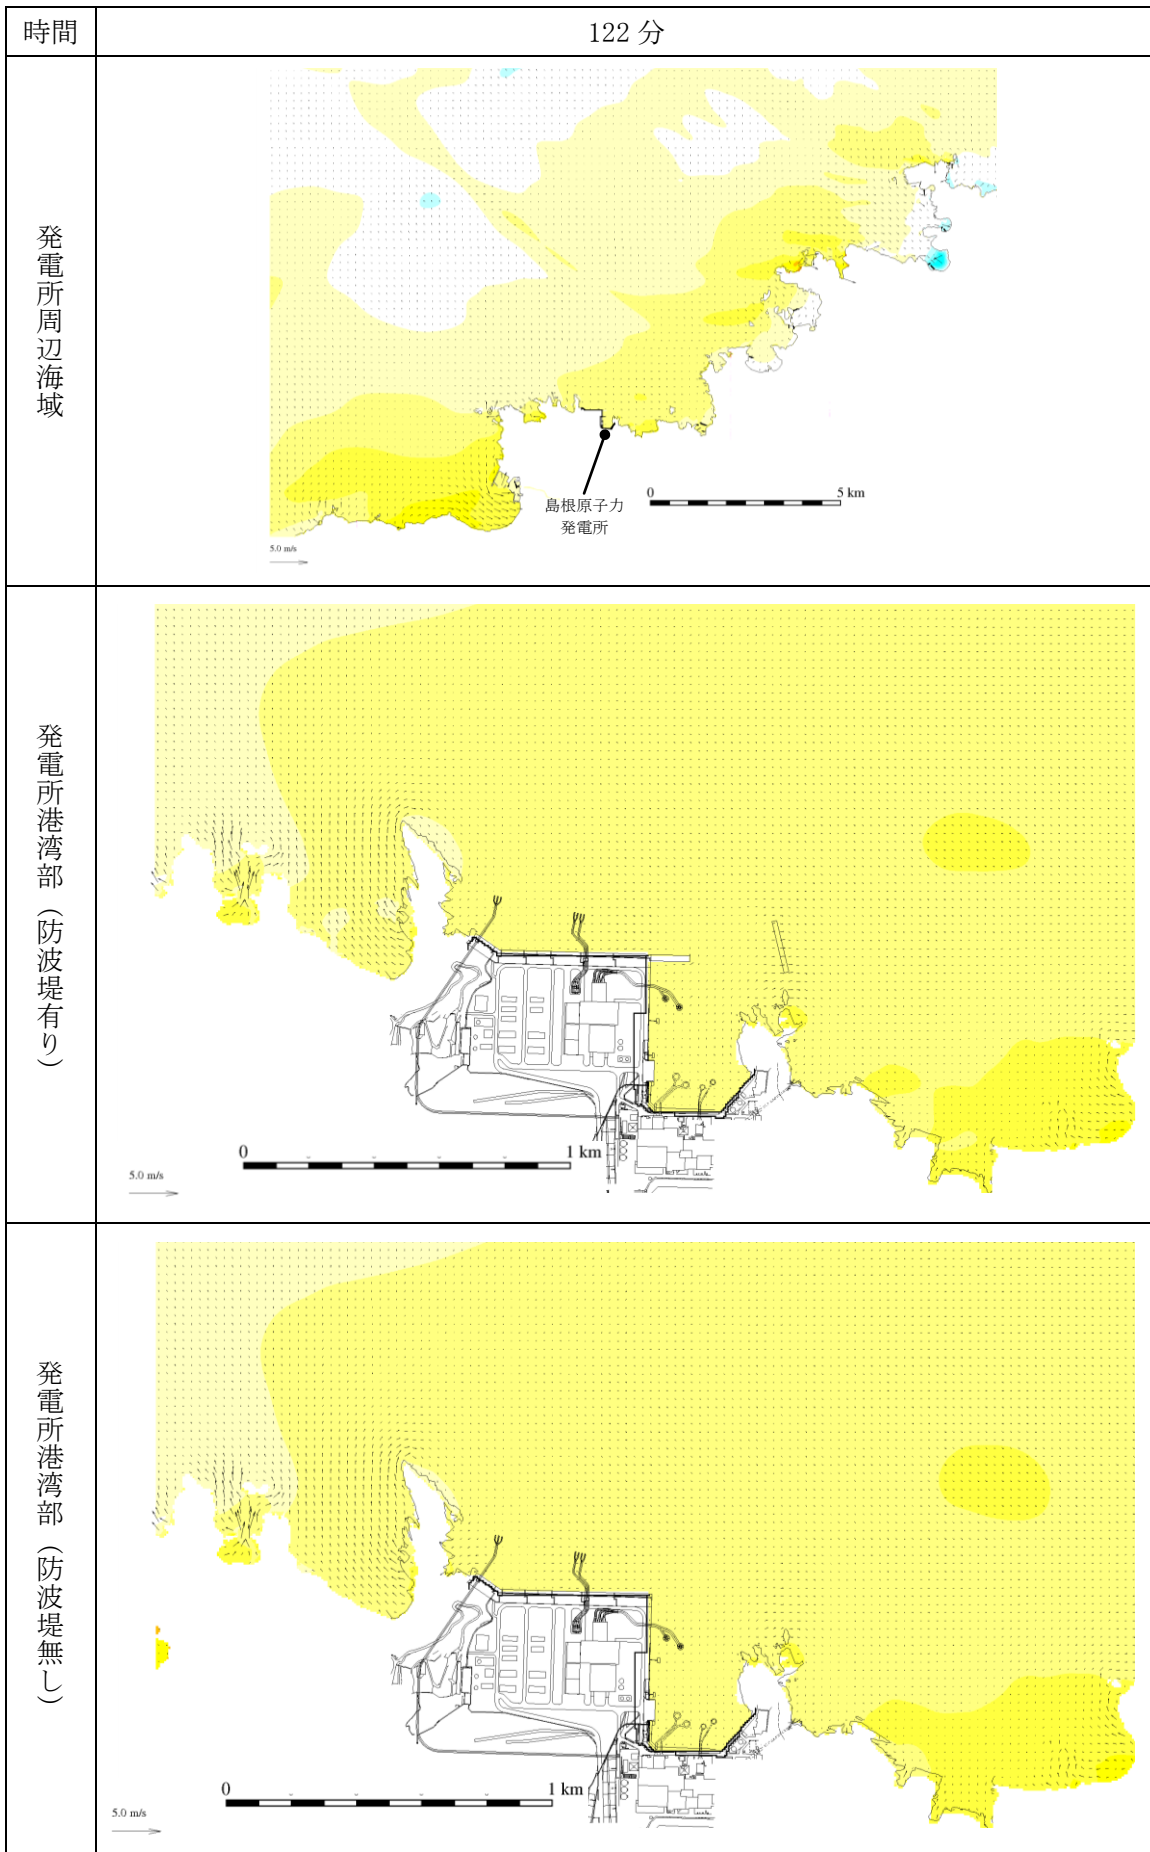 時間
122 分
発電所周辺海域
島根原子力
発電所
0 5 km
5.0 m/s
発電所港湾部（防波堤有り）
0 1 km
5.0 m/s
発電所港湾部（防波堤無し）
0 1 km
5.0 m/s